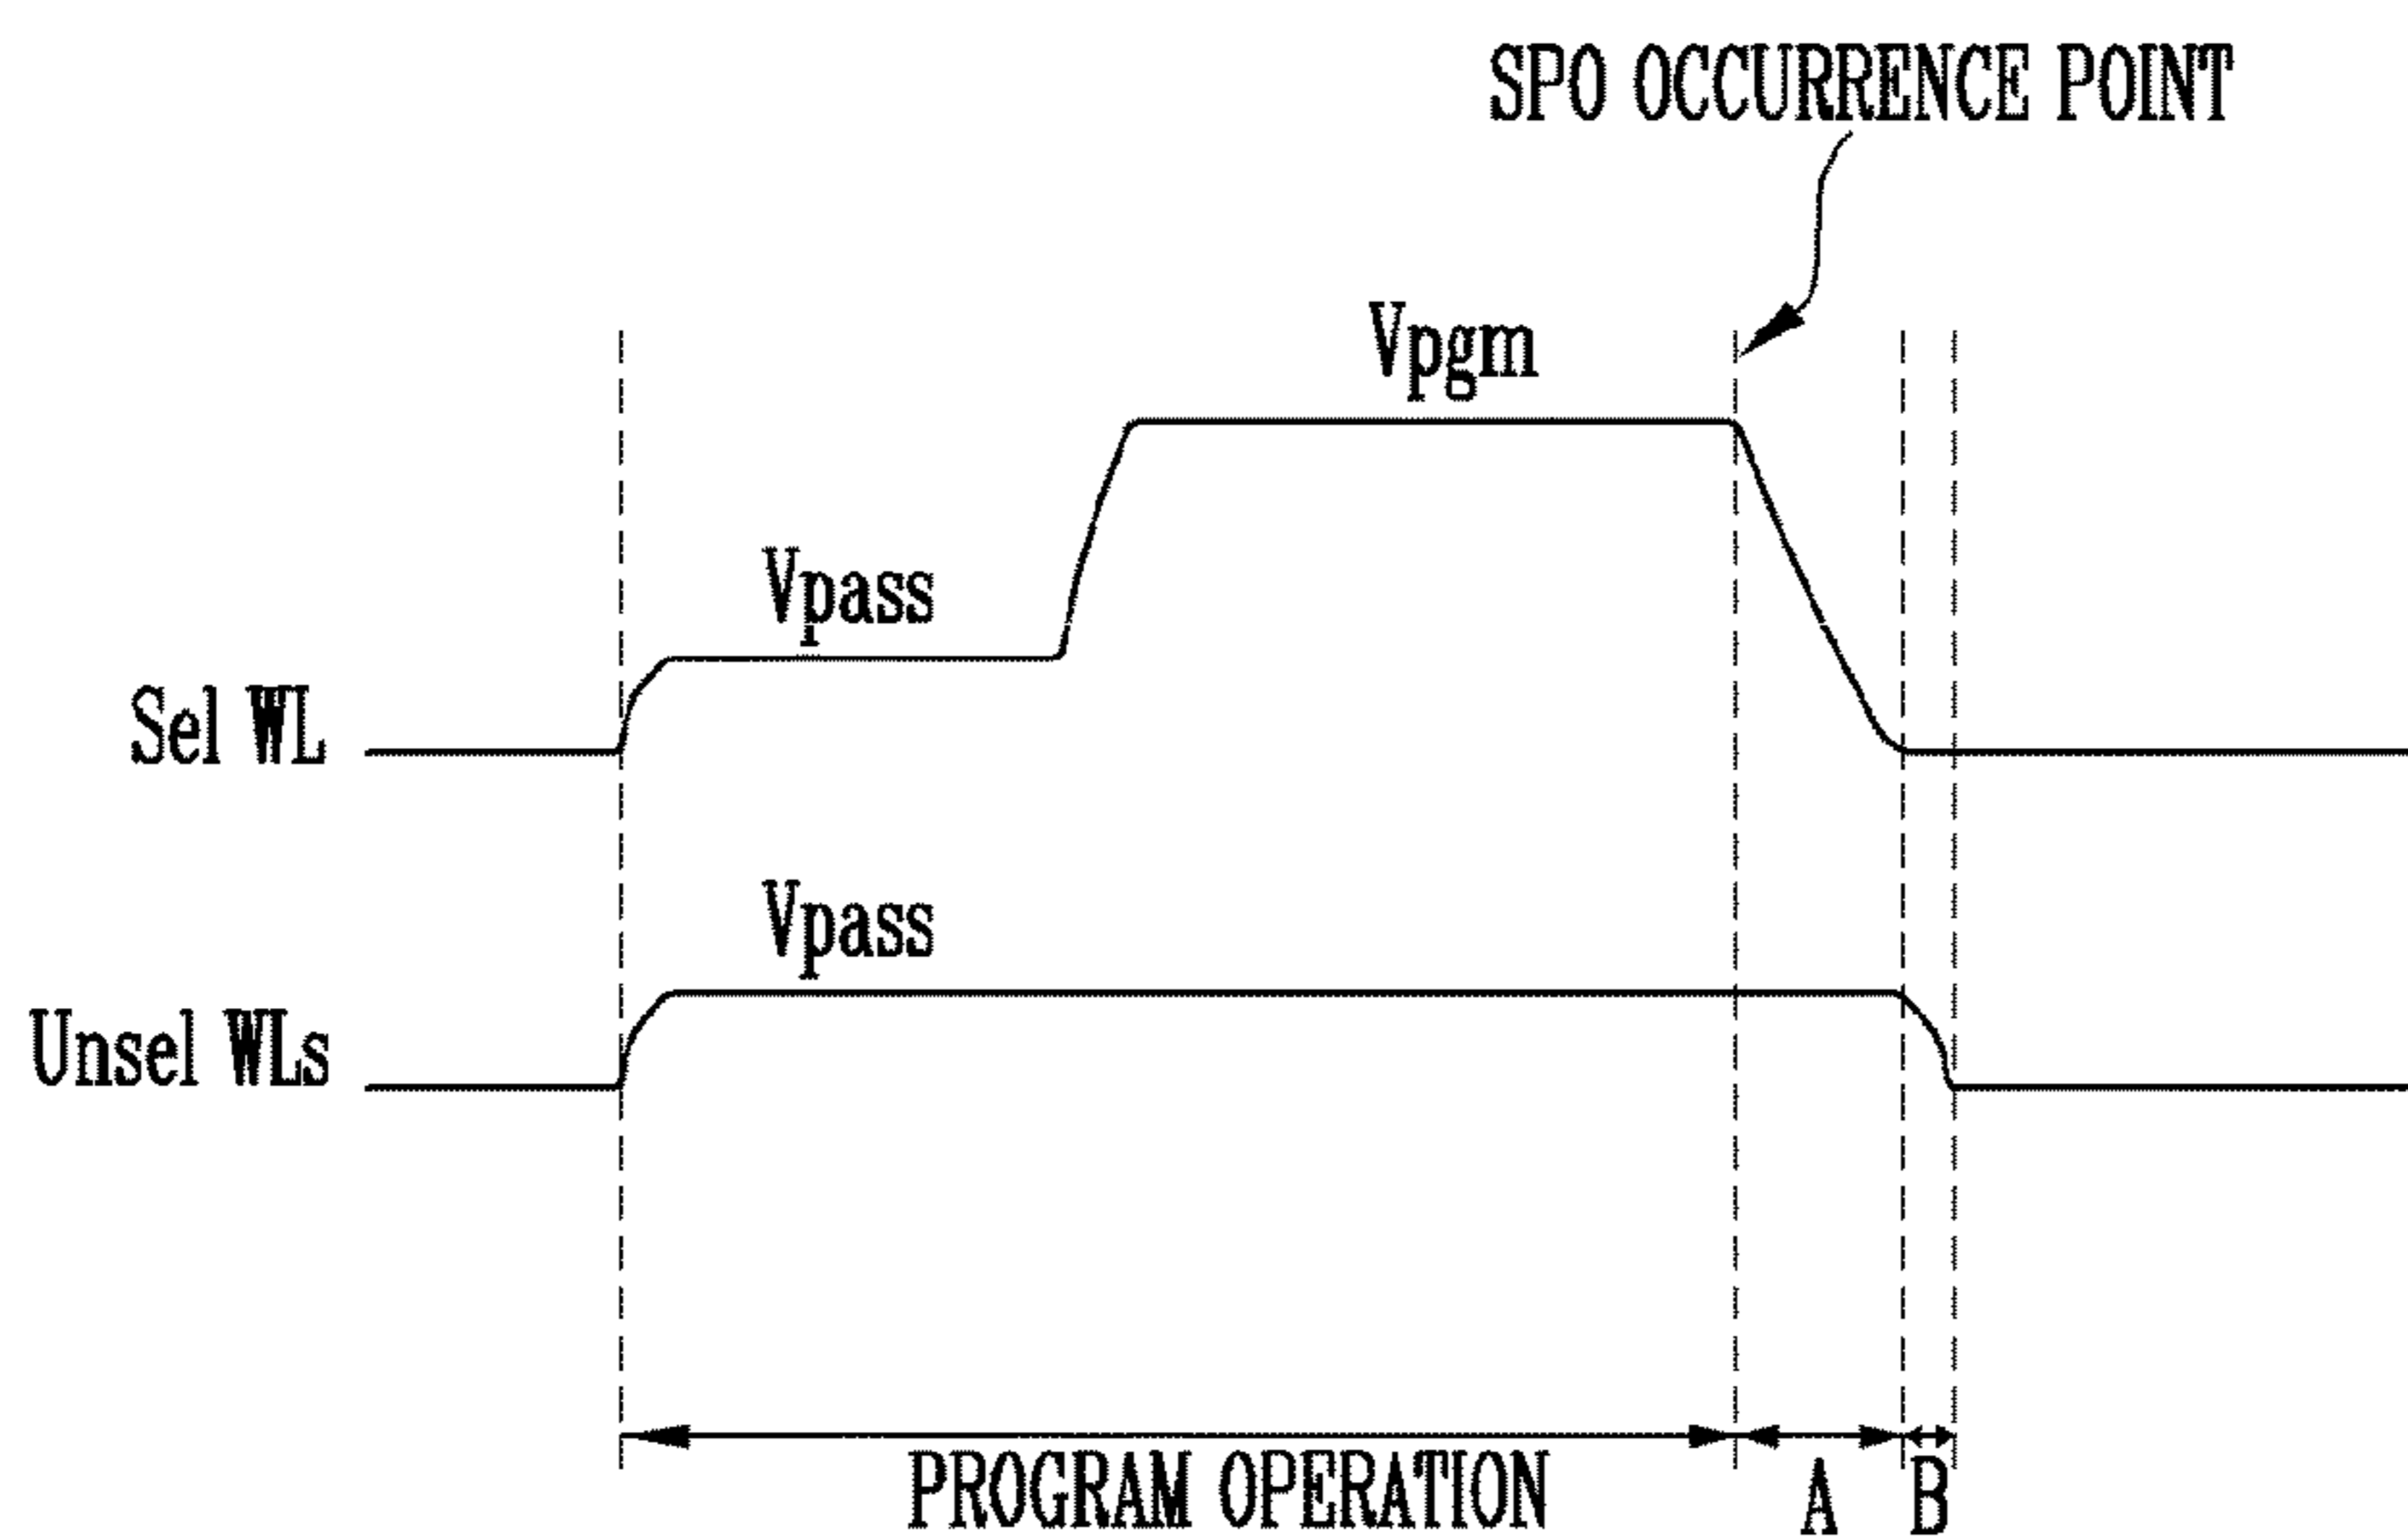 SPO OCCURRENCE POINT
Vpgm
Vpass
Sel WL
Vpass
Unsel WLs
PROGRAM OPERATION
A
B